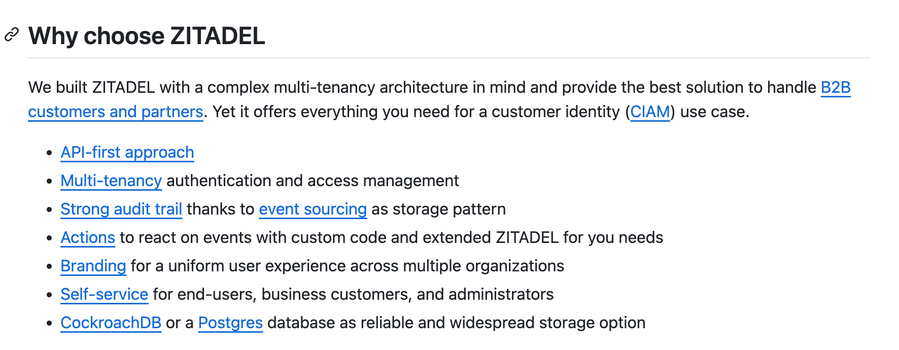 Why choose ZITADEL
We built ZITADEL with a complex multi-tenancy architecture in mind and provide the best solution to handle B2B
customers and partners. Yet it offers everything you need for a customer identity (CIAM) use case.
• API-first approach
• Multi-tenancy authentication and access management
• Strong audit trail thanks to event sourcing as storage pattern
• Actions to react on events with custom code and extended ZITADEL for you needs
• Branding for a uniform user experience across multiple organizations
• Self-service for end-users, business customers, and administrators
• CockroachDB or a Postgres database as reliable and widespread storage option